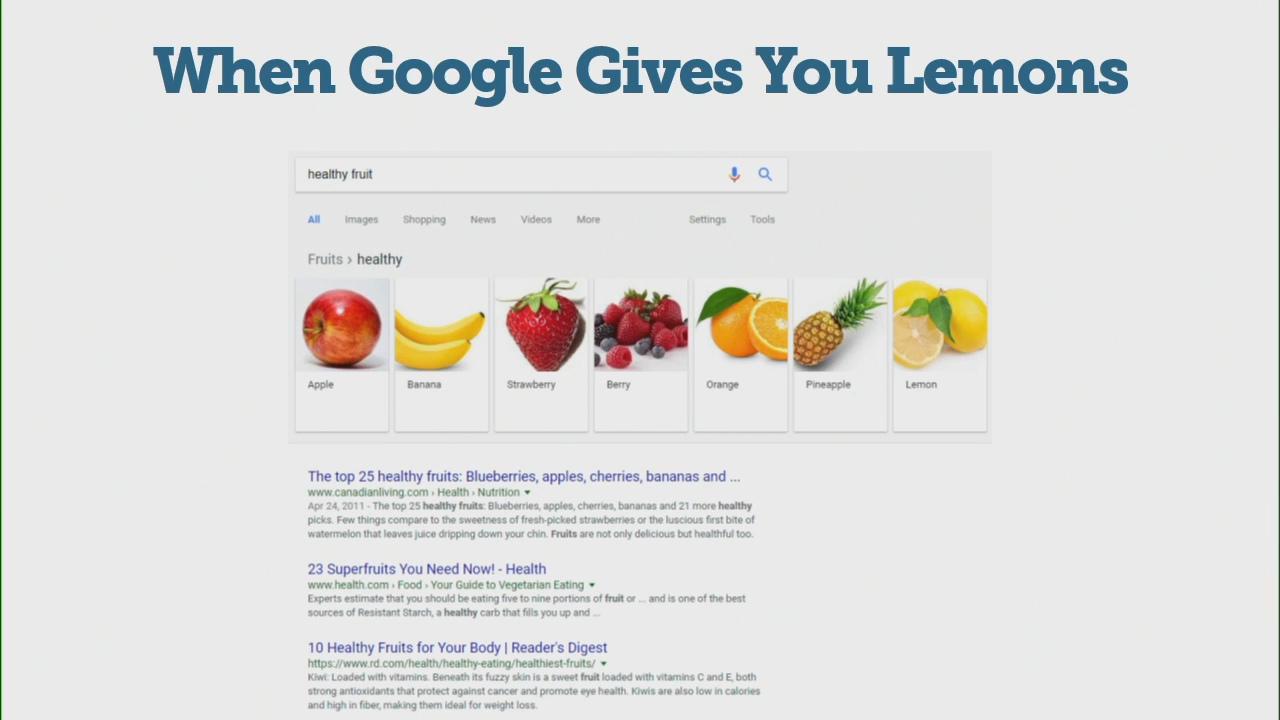 When Google Gives You Lemons
healthy fruit
All Images Shopping News Videos More Settings Tools
Fruits › healthy
Apple Banana Strawberry Berry Orange Pineapple Lemon
The top 25 healthy fruits: Blueberries, apples, cherries, bananas and ...
www.canadianliving.com › Health › Nutrition ▼
Apr 24, 2011 - The top 25 healthy fruits: Blueberries, apples, cherries, bananas and 21 more healthy
picks. Few things compare to the sweetness of fresh-picked strawberries or the luscious first bite of
watermelon that leaves juice dripping down your chin. Fruits are not only delicious but healthful too.
23 Superfruits You Need Now! - Health
www.health.com › Food › Your Guide to Vegetarian Eating ▼
Experts estimate that you should be eating five to nine portions of fruit or ... and is one of the best
sources of Resistant Starch, a healthy carb that fills you up and ...
10 Healthy Fruits for Your Body | Reader's Digest
https://www.rd.com/health/healthy-eating/healthiest-fruits/ ▼
Kiwi: Loaded with vitamins. Beneath its fuzzy skin is a sweet fruit loaded with vitamins C and E, both
strong antioxidants that protect against cancer and promote eye health. Kiwis are also low in calories
and high in fiber, making them ideal for weight loss.